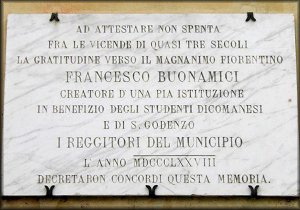 AD ATTESTARE NON SPENTA
FRA LE VICENDE DI QUASI TRE SECOLI
LA GRATITUDINE VERSO IL MAGNANIMO FIORENTINO
FRANCESCO BUONAMICI
CREATORE D'UNA PIA ISTITUZIONE
IN BENEFIZIO DEGLI STUDENTI DICOMANESI
E DI S. GODENZO
I REGGITORI DEL MUNICIPIO
L'ANNO MDCCCLXXVIII
DECRETARON CONCORDI QUESTA MEMORIA.